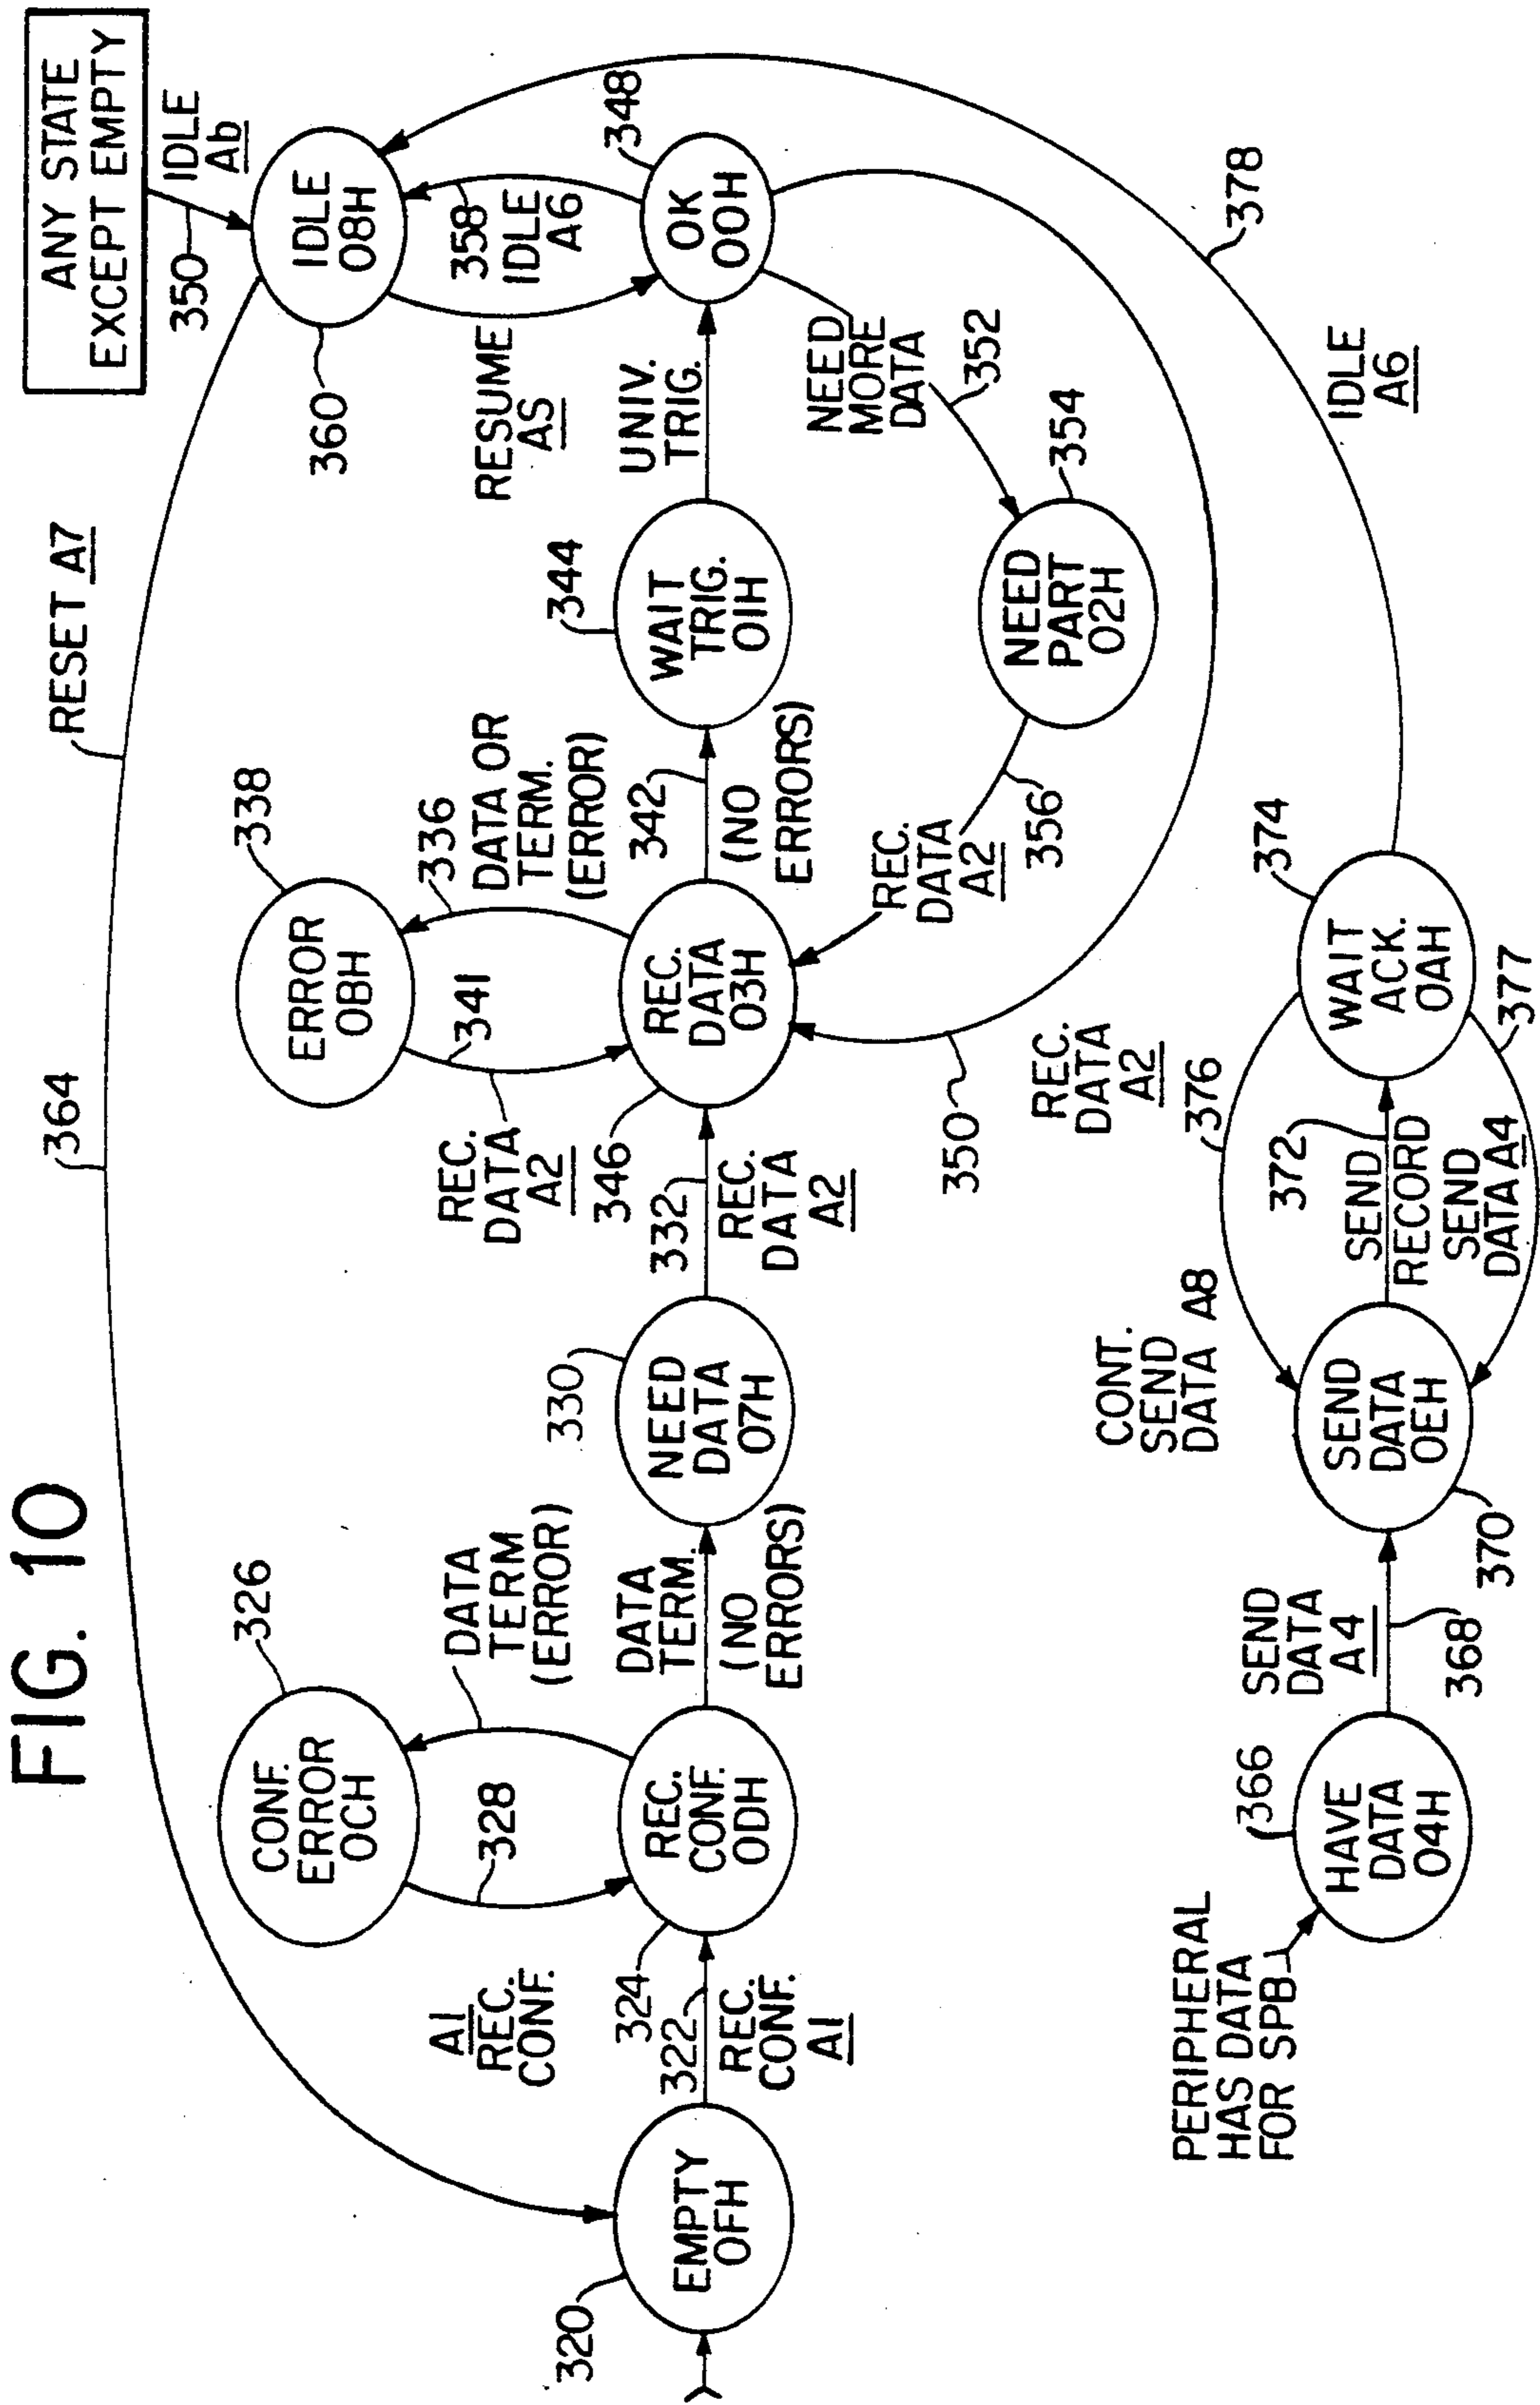 FIG. 10
364
RESET A7
ANY STATE
EXCEPT EMPTY
350
IDLE
Ab
326
CONF.
ERROR
0CH
328
DATA
TERM
(ERROR)
338
ERROR
0BH
341
336
DATA OR
TERM.
(ERROR)
360
IDLE
08H
RESUME
AS
358
IDLE
A6
A1
REC.
CONF.
REC.
DATA
A2
320
EMPTY
0FH
322
REC.
CONF.
A1
324
REC.
CONF.
0DH
DATA
TERM.
(NO
ERRORS)
330
NEED
DATA
07H
332
REC.
DATA
A2
346
REC.
DATA
03H
342
(NO
ERRORS)
344
WAIT
TRIG.
01H
UNIV.
TRIG.
348
OK
00H
NEED
MORE
DATA
352
354
NEED
PART
02H
REC.
DATA
A2
356
350
REC.
DATA
A2
378
IDLE
A6
PERIPHERAL
HAS DATA
FOR SPB
366
HAVE
DATA
04H
SEND
DATA
A4
368
370
SEND
DATA
0EH
CONT.
SEND
DATA A8
376
372
SEND
RECORD
SEND
DATA A4
377
374
WAIT
ACK.
0AH